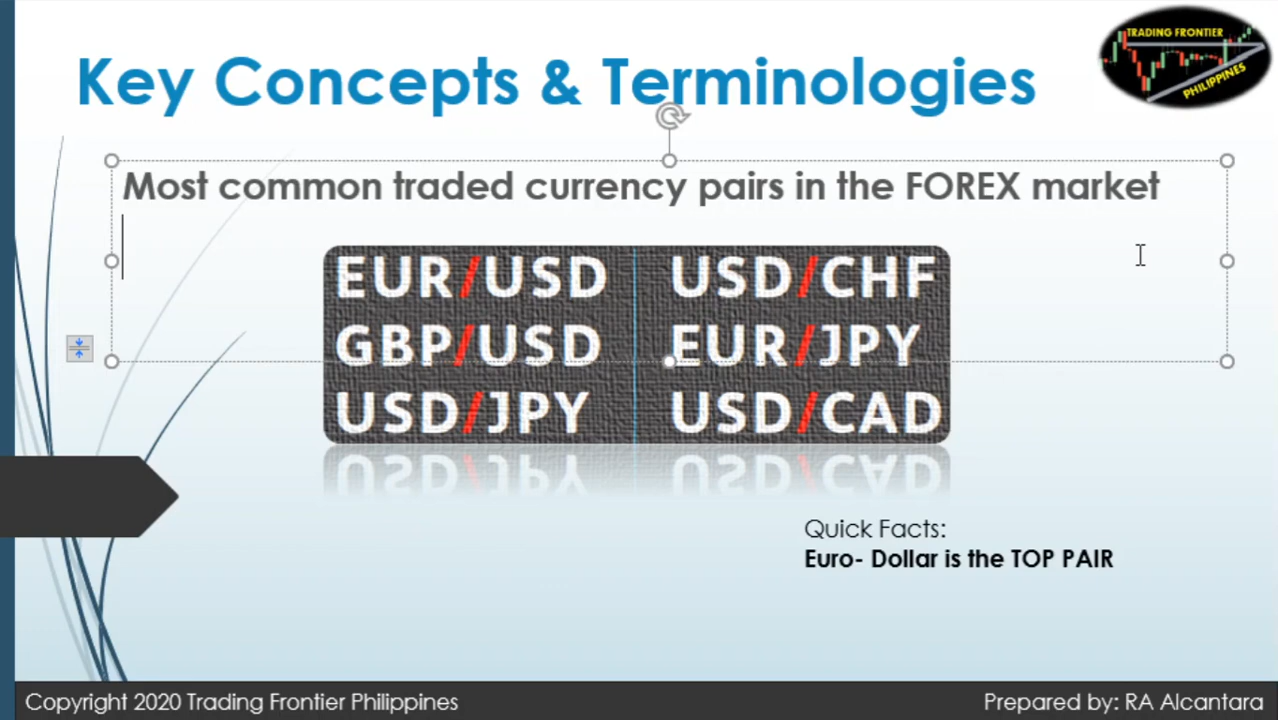 Key Concepts & Terminologies
TRADING FRONTIER
PHILIPPINES
Most common traded currency pairs in the FOREX market
EUR/USD
GBP/USD
USD/JPY
USD/CHF
EUR/JPY
USD/CAD
Quick Facts:
Euro- Dollar is the TOP PAIR
Copyright 2020 Trading Frontier Philippines
Prepared by: RA Alcantara